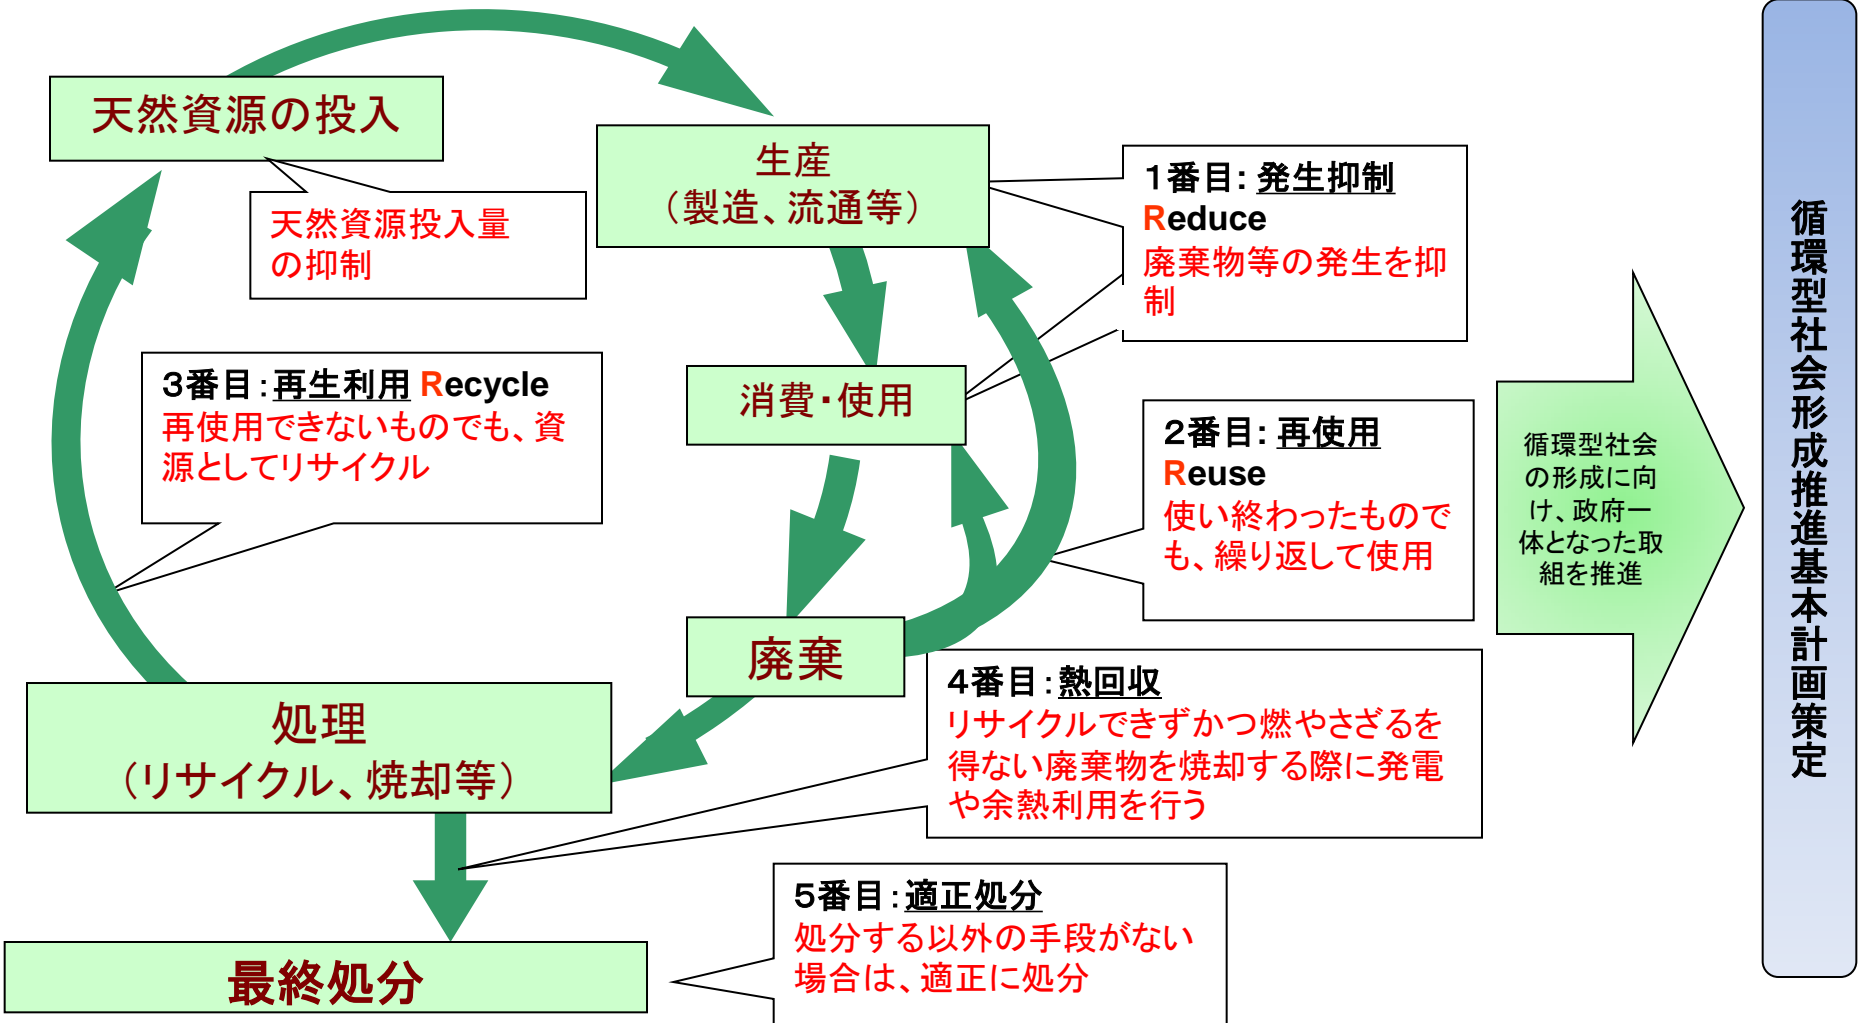 天然資源の投入
天然資源投入量
の抑制
生産
（製造、流通等）
1番目：発生抑制
Reduce
廃棄物等の発生を抑
制
消費・使用
3番目：再生利用 Recycle
再使用できないものでも、資
源としてリサイクル
2番目：再使用
Reuse
使い終わったもので
も、繰り返して使用
廃棄
処理
（リサイクル、焼却等）
4番目：熱回収
リサイクルできずかつ燃やさざるを
得ない廃棄物を焼却する際に発電
や余熱利用を行う
最終処分
5番目：適正処分
処分する以外の手段がない
場合は、適正に処分
循環型社会
の形成に向
け、政府一
体となった取
組を推進
循環型社会形成推進基本計画策定